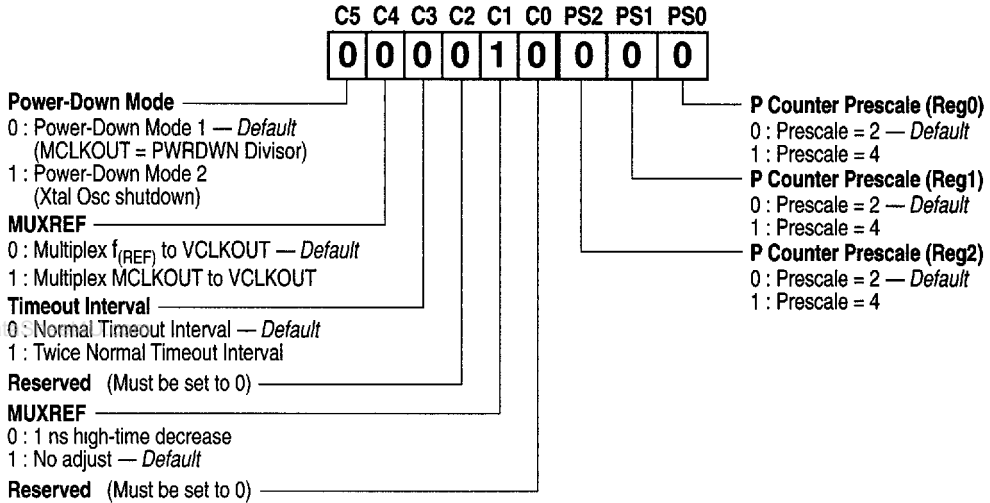 C5 C4 C3 C2 C1 C0 PS2 PS1 PS0
0 0 0 0 1 0 0 0 0
Power-Down Mode
0 : Power-Down Mode 1 — Default
(MCLKOUT = PWRDWN Divisor)
1 : Power-Down Mode 2
(Xtal Osc shutdown)
MUXREF
0 : Multiplex f(REF) to VCLKOUT — Default
1 : Multiplex MCLKOUT to VCLKOUT
Timeout Interval
0 : Normal Timeout Interval — Default
1 : Twice Normal Timeout Interval
Reserved (Must be set to 0)
MUXREF
0 : 1 ns high-time decrease
1 : No adjust — Default
Reserved (Must be set to 0)
P Counter Prescale (Reg0)
0 : Prescale = 2 — Default
1 : Prescale = 4
P Counter Prescale (Reg1)
0 : Prescale = 2 — Default
1 : Prescale = 4
P Counter Prescale (Reg2)
0 : Prescale = 2 — Default
1 : Prescale = 4